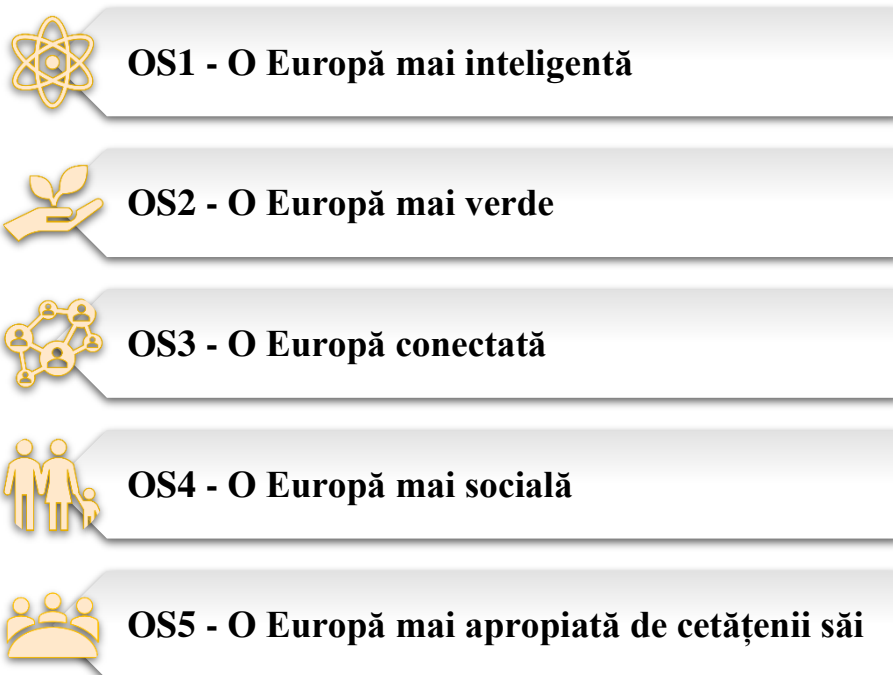 OS1 - O Europă mai inteligentă
OS2 - O Europă mai verde
OS3 - O Europă conectată
OS4 - O Europă mai socială
OS5 - O Europă mai apropiată de cetățenii săi